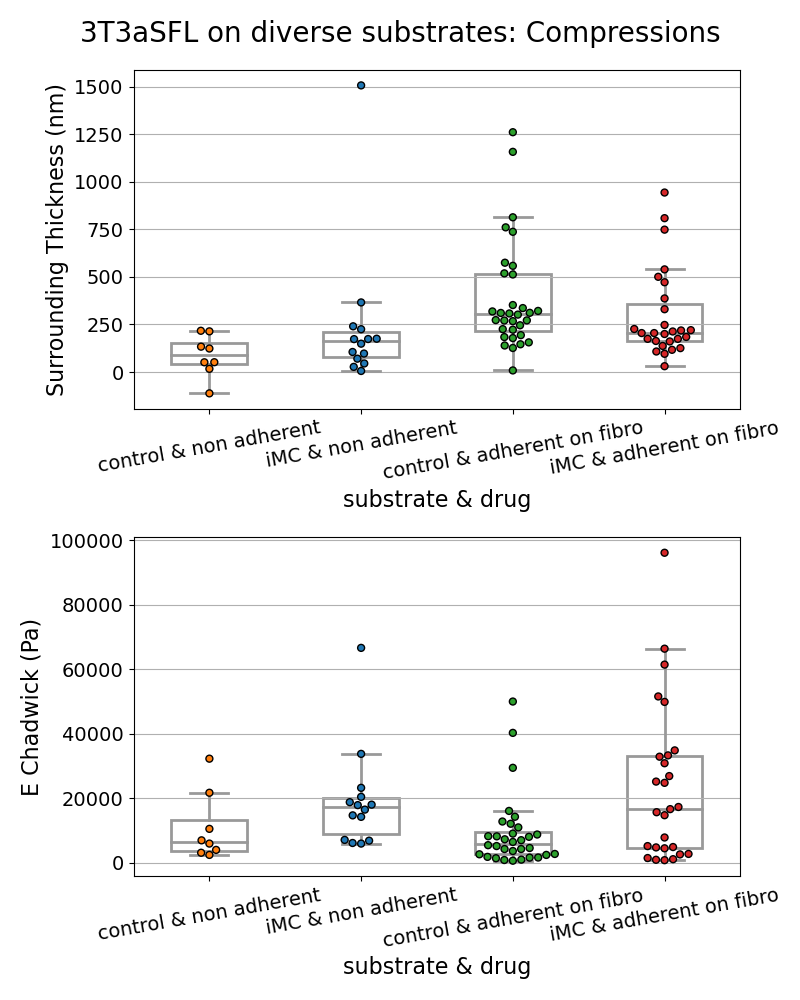 3T3aSFL on diverse substrates: Compressions
Surrounding Thickness (nm)
1500
1250
1000
750
500
250
0
control & non adherent
iMC & non adherent
control & adherent on fibro
iMC & adherent on fibro
substrate & drug
E Chadwick (Pa)
100000
80000
60000
40000
20000
0
control & non adherent
iMC & non adherent
control & adherent on fibro
iMC & adherent on fibro
substrate & drug